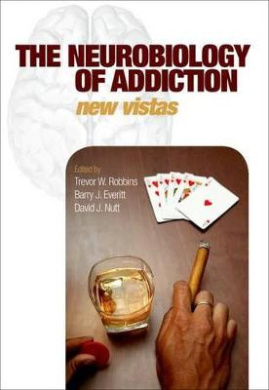 THE NEUROBIOLOGY
OF ADDICTION
new vistas
Edited by
Trevor W. Robbins
Barry J. Everitt
David J. Nutt